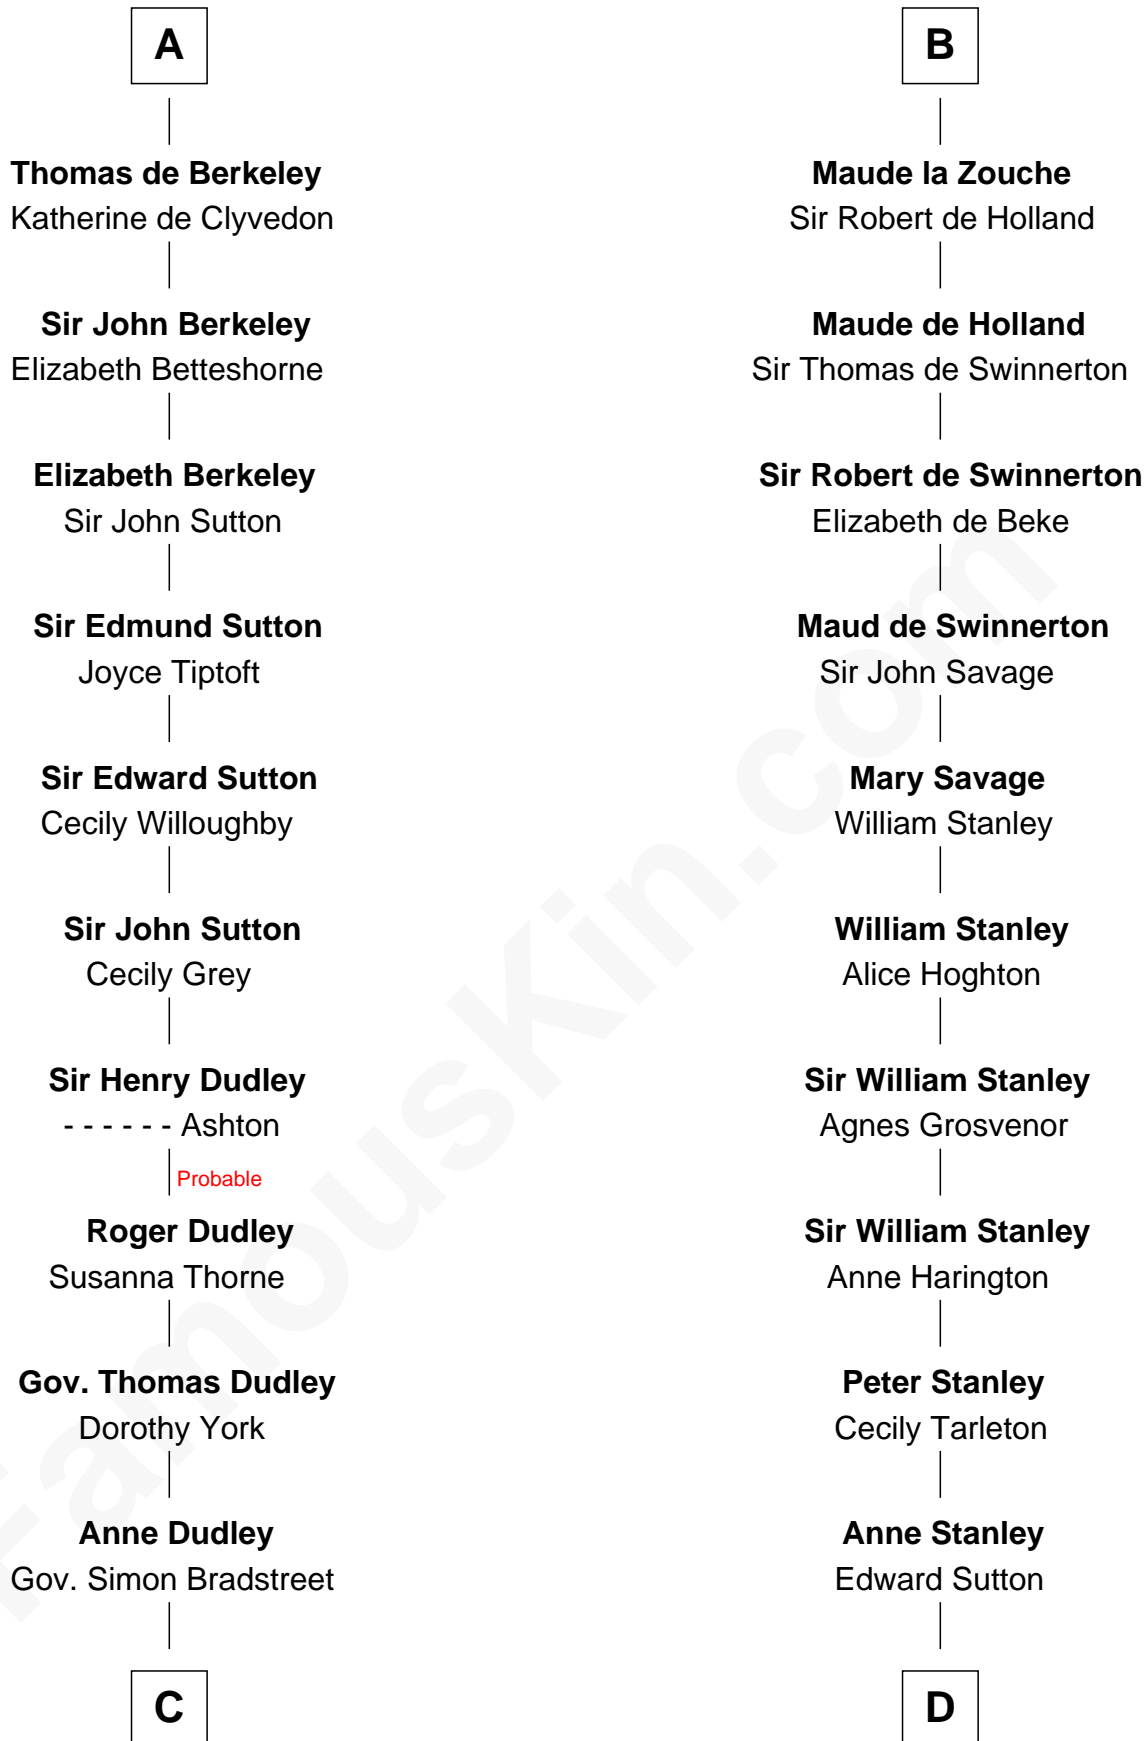 A
Thomas de Berkeley
Katherine de Clyvedon
Sir John Berkeley
Elizabeth Betteshorne
Elizabeth Berkeley
Sir John Sutton
Sir Edmund Sutton
Joyce Tiptoft
Sir Edward Sutton
Cecily Willoughby
Sir John Sutton
Cecily Grey
Sir Henry Dudley
- - - - - - Ashton
Probable
Roger Dudley
Susanna Thorne
Gov. Thomas Dudley
Dorothy York
Anne Dudley
Gov. Simon Bradstreet
C
B
Maude la Zouche
Sir Robert de Holland
Maude de Holland
Sir Thomas de Swinnerton
Sir Robert de Swinnerton
Elizabeth de Beke
Maud de Swinnerton
Sir John Savage
Mary Savage
William Stanley
William Stanley
Alice Hoghton
Sir William Stanley
Agnes Grosvenor
Sir William Stanley
Anne Harington
Peter Stanley
Cecily Tarleton
Anne Stanley
Edward Sutton
D
FamousKin.com